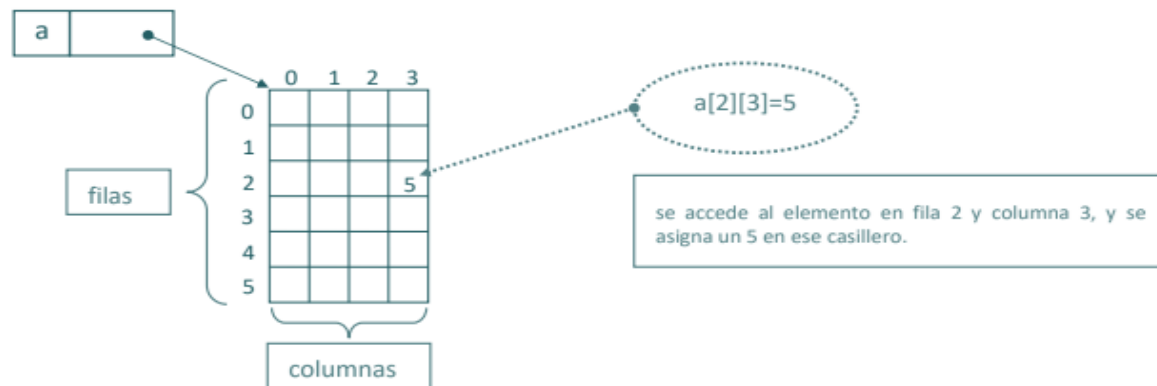 a
0 1 2 3
0
a[2][3]=5
1
2 5
filas
3
se accede al elemento en fila 2 y columna 3, y se
asigna un 5 en ese casillero.
4
5
columnas